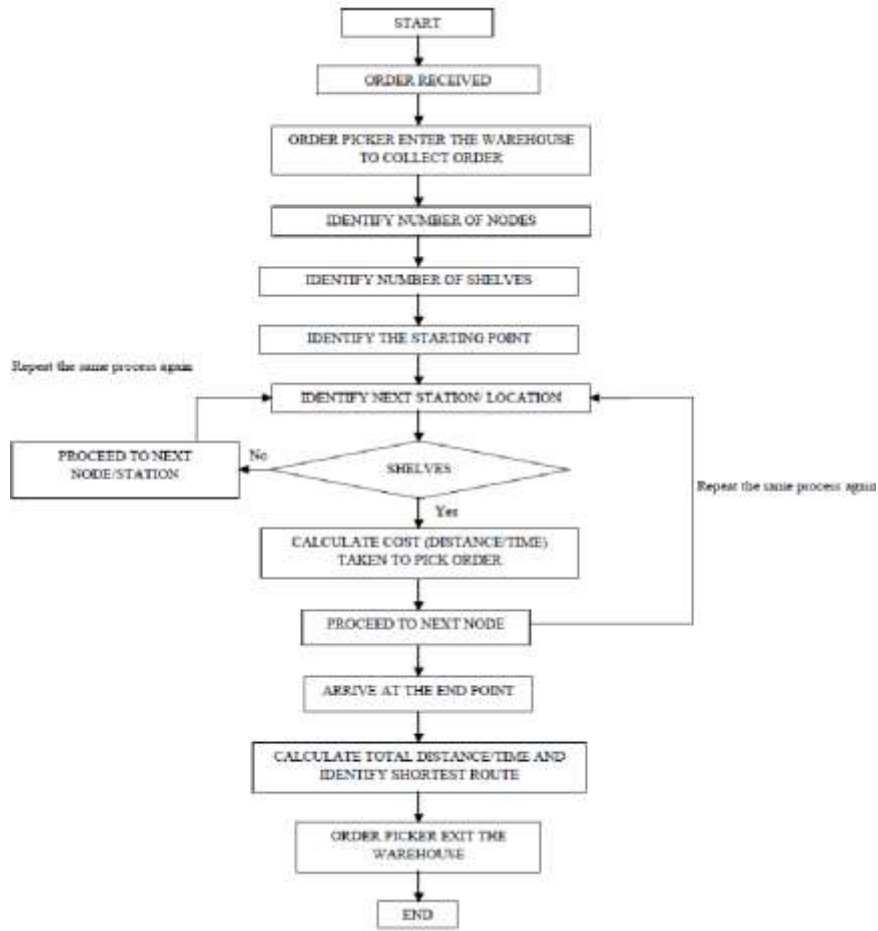 START
ORDER RECEIVED
ORDER PICKER ENTER THE WAREHOUSE
TO COLLECT ORDER
IDENTIFY NUMBER OF NODES
IDENTIFY NUMBER OF SHELVES
IDENTIFY THE STARTING POINT
Repeat the same process again
IDENTIFY NEXT STATION/ LOCATION
PROCEED TO NEXT
NODE/STATION
No
SHELVES
Repeat the same process again
Yes
CALCULATE COST (DISTANCE/TIME)
TAKEN TO PICK ORDER
PROCEED TO NEXT NODE
ARRIVE AT THE END POINT
CALCULATE TOTAL DISTANCE/TIME AND
IDENTIFY SHORTEST ROUTE
ORDER PICKER EXIT THE
WAREHOUSE
END